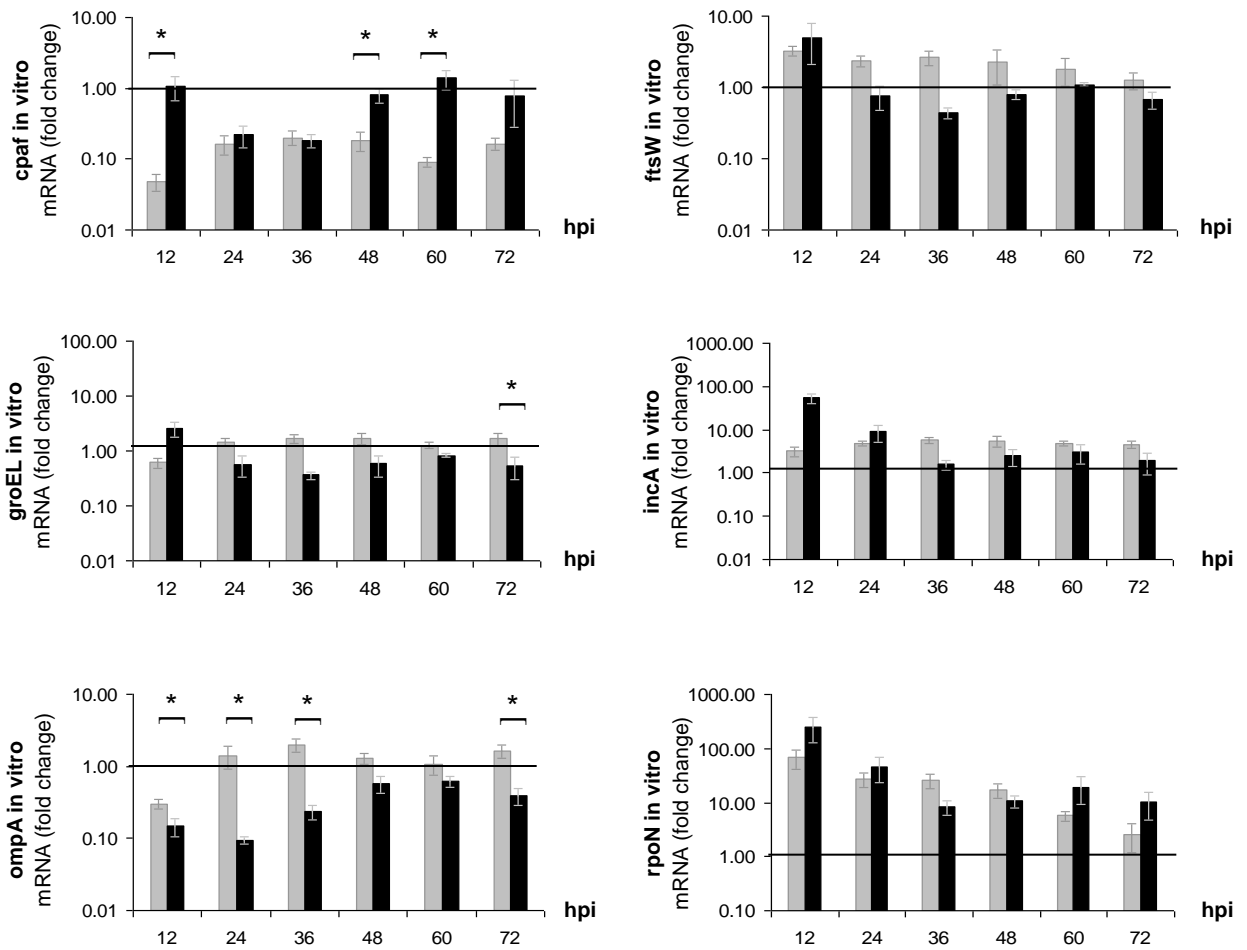 cpaf in vitro
mRNA (fold change)
10.00
1.00
0.10
0.01
* * *
12 24 36 48 60 72
hpi
ftsW in vitro
mRNA (fold change)
10.00
1.00
0.10
0.01
12 24 36 48 60 72
hpi
groEL in vitro
mRNA (fold change)
100.00
10.00
1.00
0.10
0.01
*
12 24 36 48 60 72
hpi
incA in vitro
mRNA (fold change)
1000.00
100.00
10.00
1.00
0.10
0.01
12 24 36 48 60 72
hpi
ompA in vitro
mRNA (fold change)
10.00
1.00
0.10
0.01
* * * *
12 24 36 48 60 72
hpi
rpoN in vitro
mRNA (fold change)
1000.00
100.00
10.00
1.00
0.10
12 24 36 48 60 72
hpi